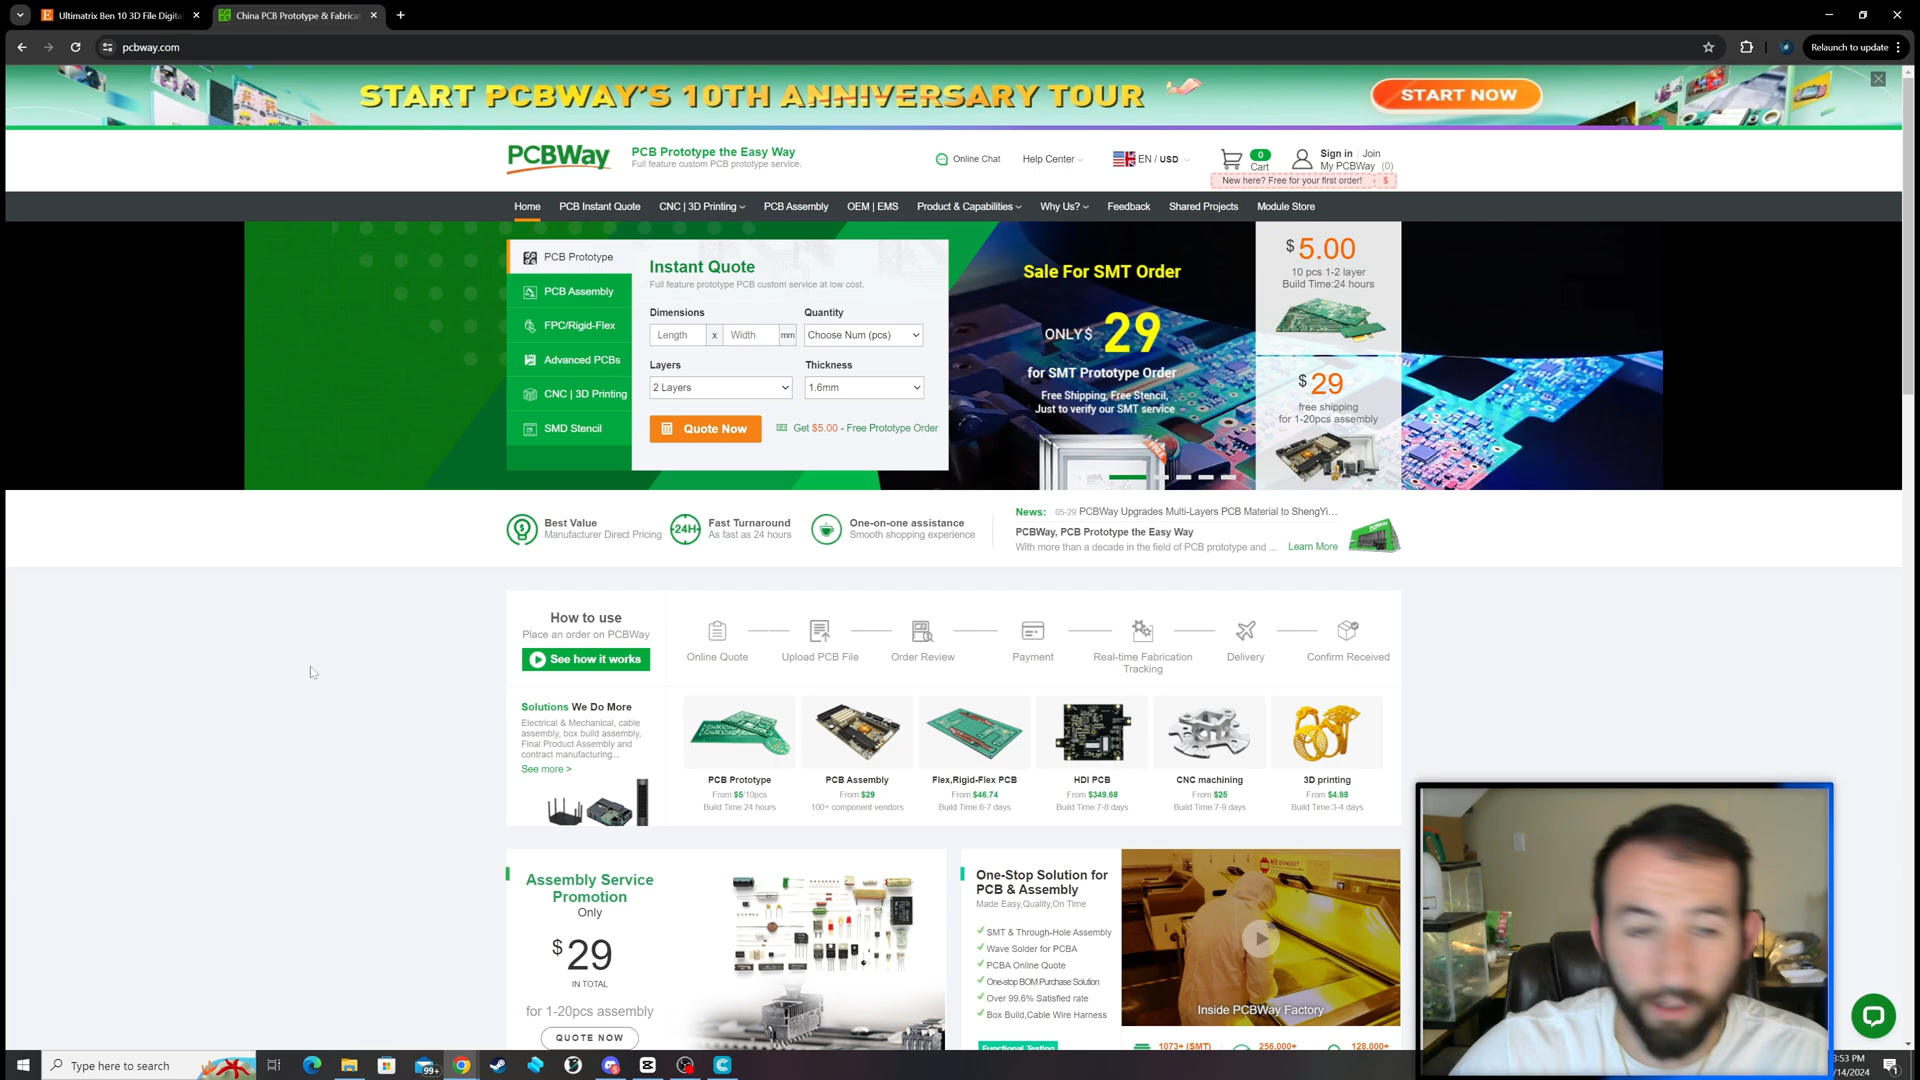 Ultimatrix Ben 10 3D File Digital
China PCB Prototype & Fabrica
pcbway.com
Relaunch to update
START PCBWAY'S 10TH ANNIVERSARY TOUR
START NOW
PCBWay
PCB Prototype the Easy Way
Full feature custom PCB prototype service.
Online Chat
Help Center
EN / USD
0
Cart
Sign in | Join
My PCBWay (0)
New here? Free for your first order! $
Home
PCB Instant Quote
CNC | 3D Printing
PCB Assembly
OEM | EMS
Product & Capabilities
Why Us?
Feedback
Shared Projects
Module Store
PCB Prototype
PCB Assembly
FPC/Rigid-Flex
Advanced PCBs
CNC | 3D Printing
SMD Stencil
Instant Quote
Full feature prototype PCB custom service at low cost.
Dimensions
Quantity
Length x Width mm
Choose Num (pcs)
Layers
Thickness
2 Layers
1.6mm
Quote Now
Get $5.00 - Free Prototype Order
Sale For SMT Order
ONLY$ 29
for SMT Prototype Order
Free Shipping, Free Stencil,
Just to verify our SMT service
FREE
$ 5.00
10 pcs 1-2 layer
Build Time:24 hours
$ 29
free shipping
for 1-20pcs assembly
Best Value
Manufacturer Direct Pricing
24H
Fast Turnaround
As fast as 24 hours
One-on-one assistance
Smooth shopping experience
News: 05-29 PCBWay Upgrades Multi-Layers PCB Material to ShengYi...
PCBWay, PCB Prototype the Easy Way
With more than a decade in the field of PCB prototype and ... Learn More
How to use
Place an order on PCBWay
See how it works
Online Quote
Upload PCB File
Order Review
Payment
Real-time Fabrication
Tracking
Delivery
Confirm Received
Solutions We Do More
Electrical & Mechanical, cable
assembly, box build assembly,
Final Product Assembly and
contract manufacturing...
See more >
PCB Prototype
From $5/10pcs
Build Time:24 hours
PCB Assembly
From $29
100+ component vendors
Flex,Rigid-Flex PCB
From $46.74
Build Time:6-7 days
HDI PCB
From $349.68
Build Time:7-8 days
CNC machining
From $25
Build Time:7-9 days
3D printing
From $4.98
Build Time:3-4 days
Assembly Service
Promotion
Only
$ 29
IN TOTAL
for 1-20pcs assembly
QUOTE NOW
One-Stop Solution for
PCB & Assembly
Made Easy,Quality,On Time
SMT & Through-Hole Assembly
Wave Solder for PCBA
PCBA Online Quote
One-stop BOM Purchase Solution
Over 99.6% Satisfied rate
Box Build,Cable Wire Harness
Functional Testing
Inside PCBWay Factory
1073+ (SMT)
256,000+
128,000+
Type here to search
99+
3:53 PM
/14/2024
1